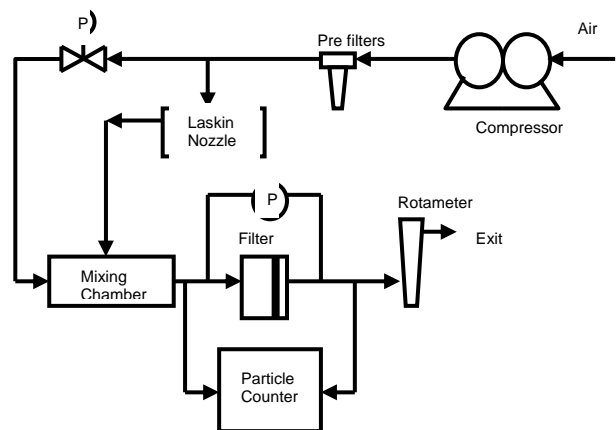 P
Pre filters
Air
Compressor
Laskin
Nozzle
P
Rotameter
Exit
Filter
Mixing
Chamber
Particle
Counter